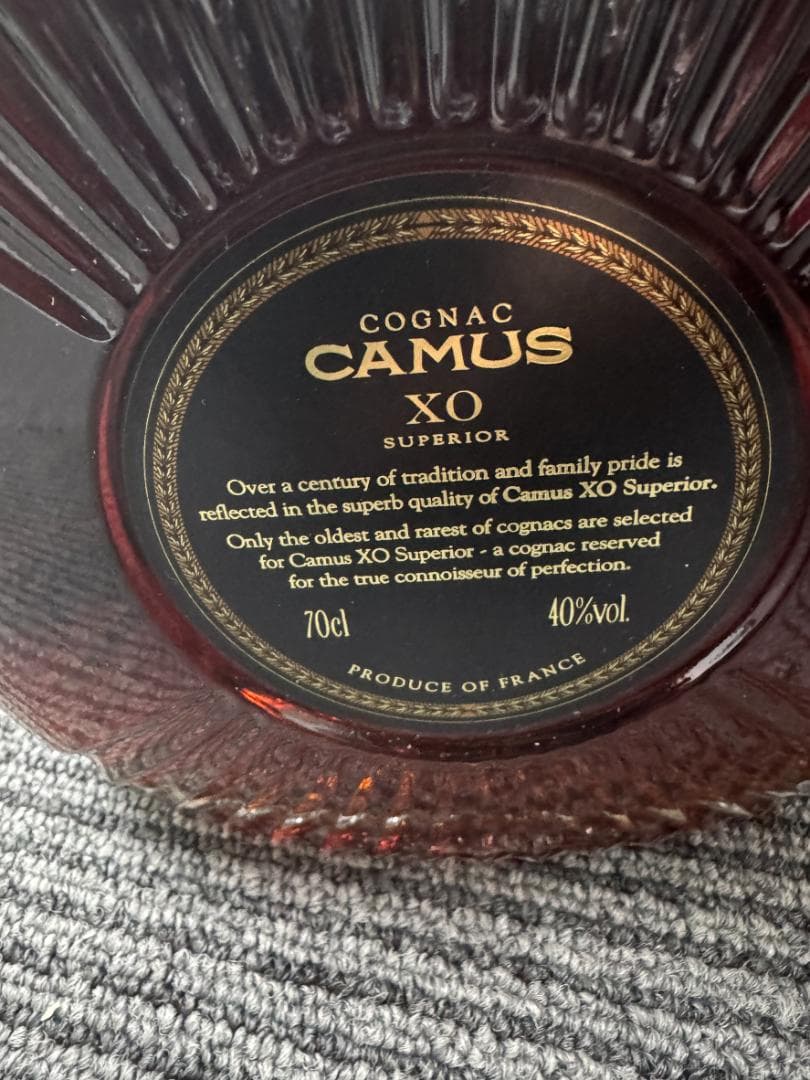 COGNAC
CAMUS
XO
SUPERIOR
Over a century of tradition and family pride is
reflected in the superb quality of Camus XO Superior.
Only the oldest and rarest of cognacs are selected
for Camus XO Superior - a cognac reserved
for the true connoisseur of perfection.
70cl 40%vol.
PRODUCE OF FRANCE